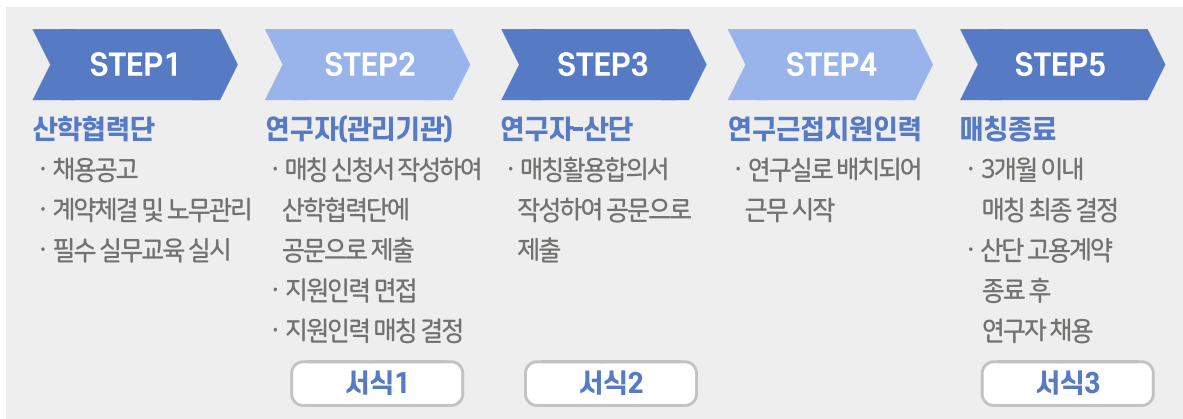 STEP1
산학협력단
· 채용공고
· 계약체결 및 노무관리
· 필수 실무교육 실시
STEP2
연구자(관리기관)
· 매칭 신청서 작성하여
산학협력단에
공문으로 제출
· 지원인력 면접
· 지원인력 매칭 결정
서식1
STEP3
연구자-산단
· 매칭활용합의서
작성하여 공문으로
제출
서식2
STEP4
연구근접지원인력
· 연구실로 배치되어
근무 시작
STEP5
매칭종료
· 3개월 이내
매칭 최종 결정
· 산단 고용계약
종료 후
연구자 채용
서식3